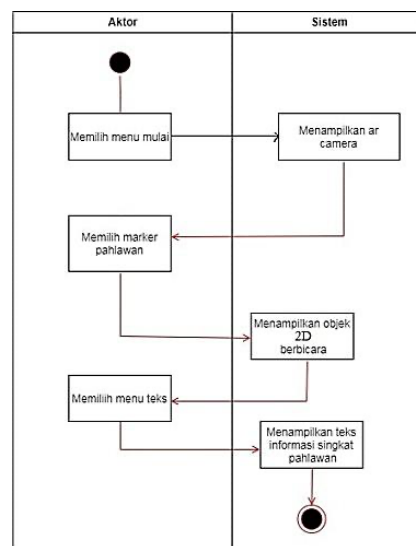 Aktor
Sistem
Memilih menu mulai
Menampilkan ar
camera
Memilih marker
pahlawan
Menampilkan objek
2D
berbicara
Memiliih menu teks
Menampilkan teks
informasi singkat
pahlawan